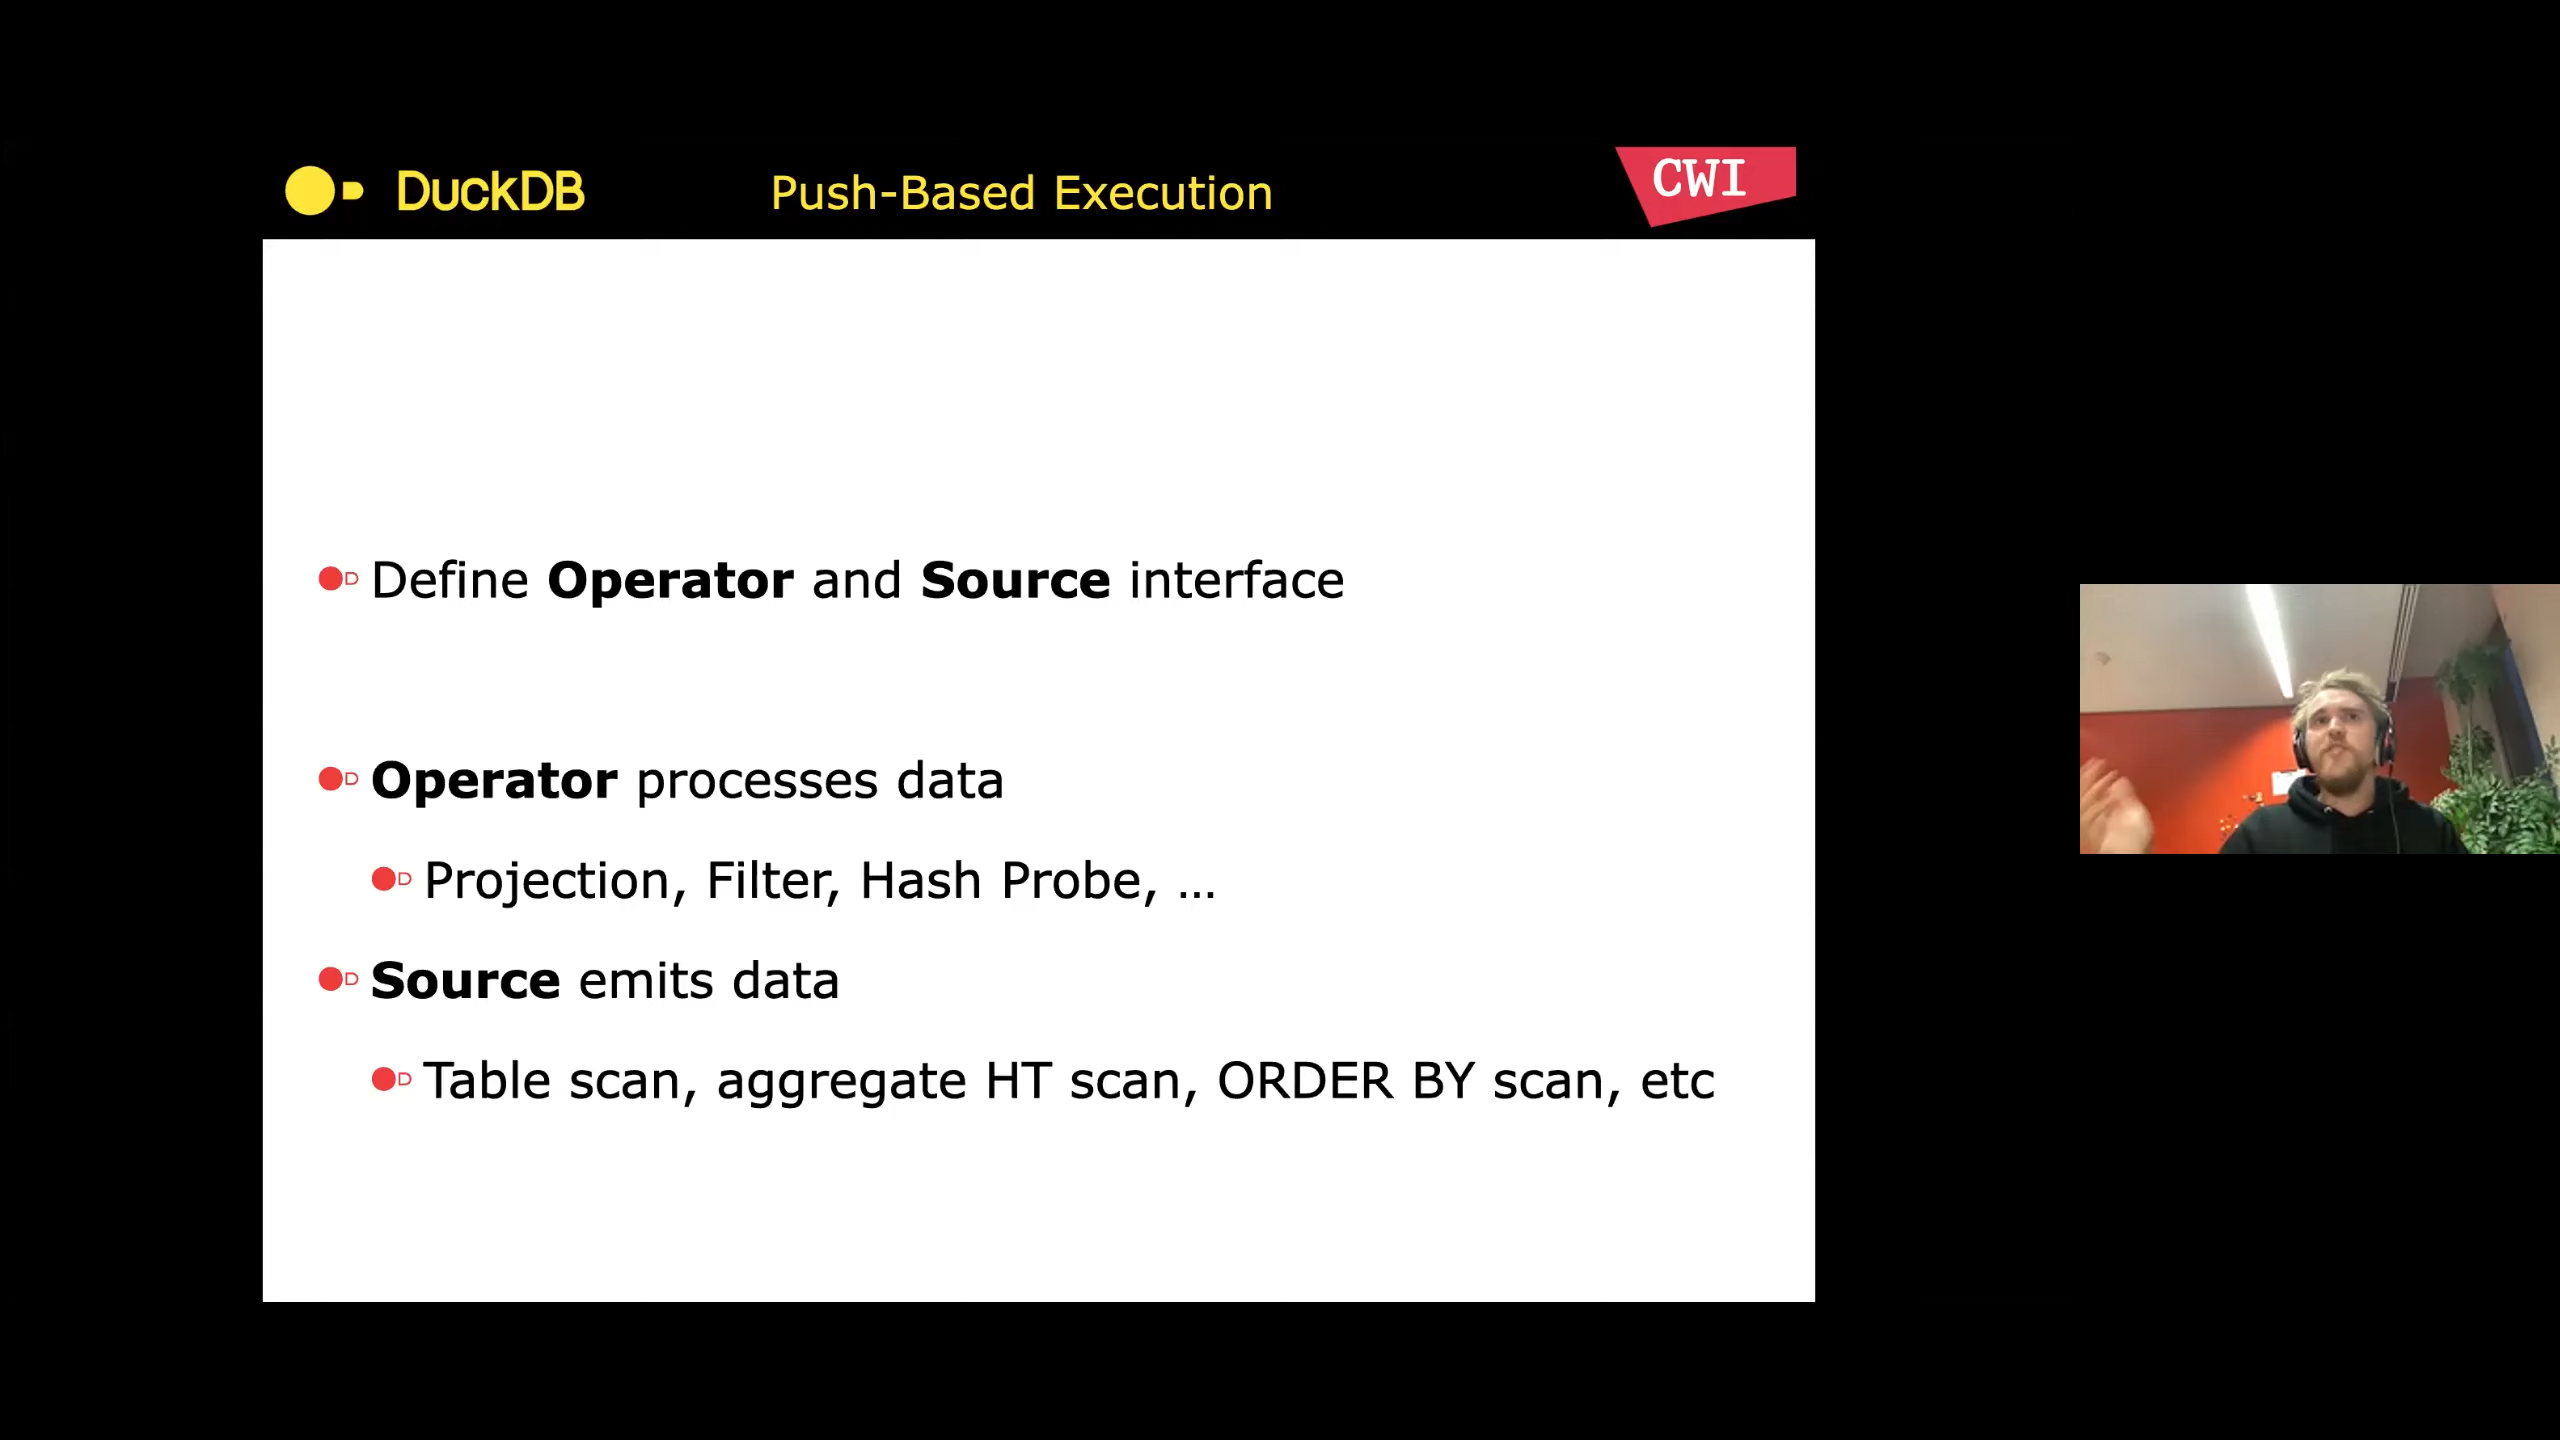 DuckDB
Push-Based Execution
CWI
Define Operator and Source interface
Operator processes data
Projection, Filter, Hash Probe, …
Source emits data
Table scan, aggregate HT scan, ORDER BY scan, etc